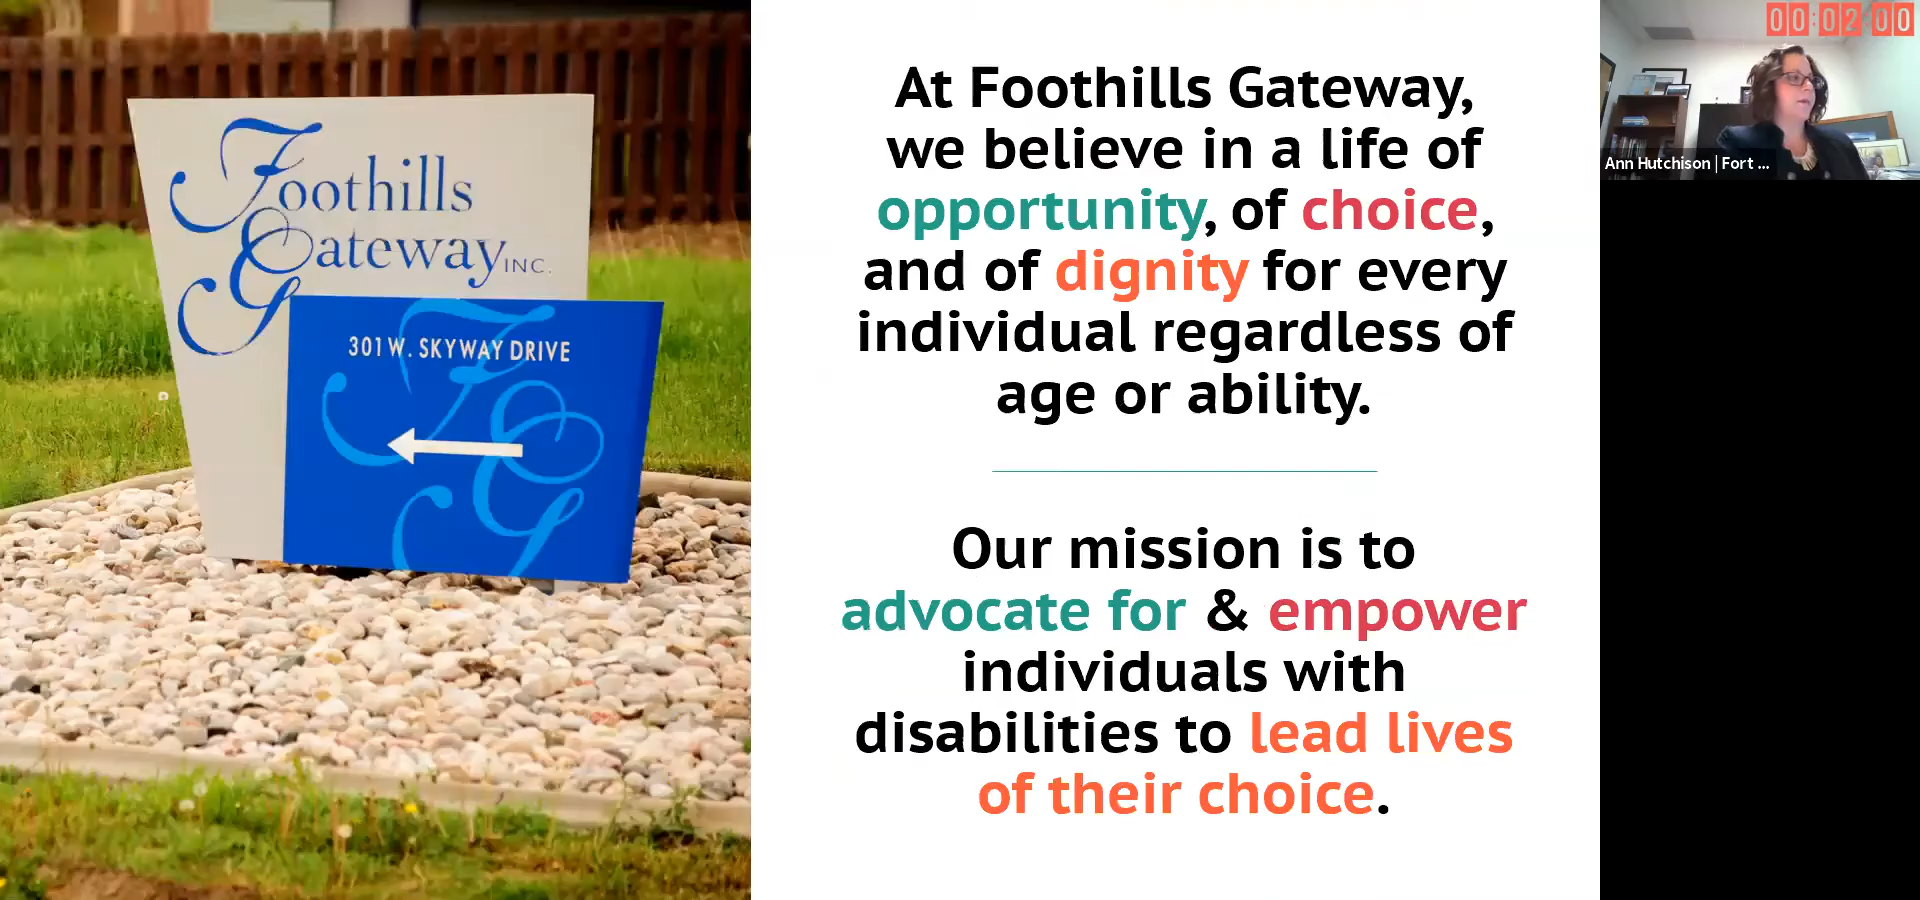 Foothills
Gateway INC.
301 W. SKYWAY DRIVE
FG
At Foothills Gateway,
we believe in a life of
opportunity, of choice,
and of dignity for every
individual regardless of
age or ability.
Our mission is to
advocate for & empower
individuals with
disabilities to lead lives
of their choice.
00:02:00
Ann Hutchison | Fort ...